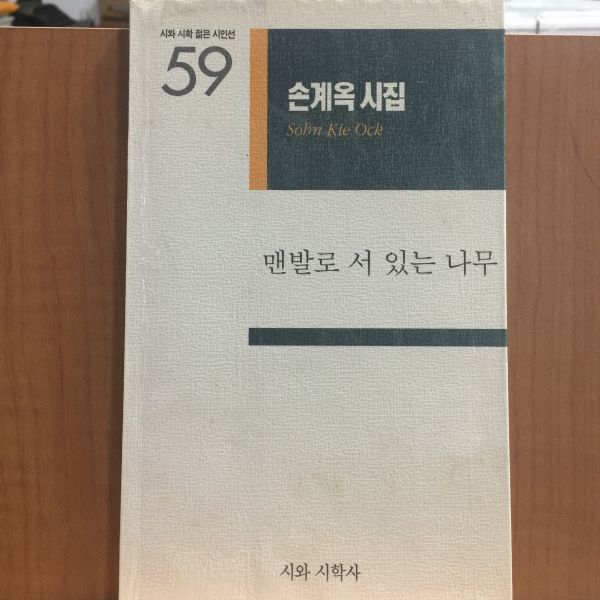 시와 시학 젊은 시인선
59
손계옥 시집
Sohn Kie Ock
맨발로 서 있는 나무
시와 시학사